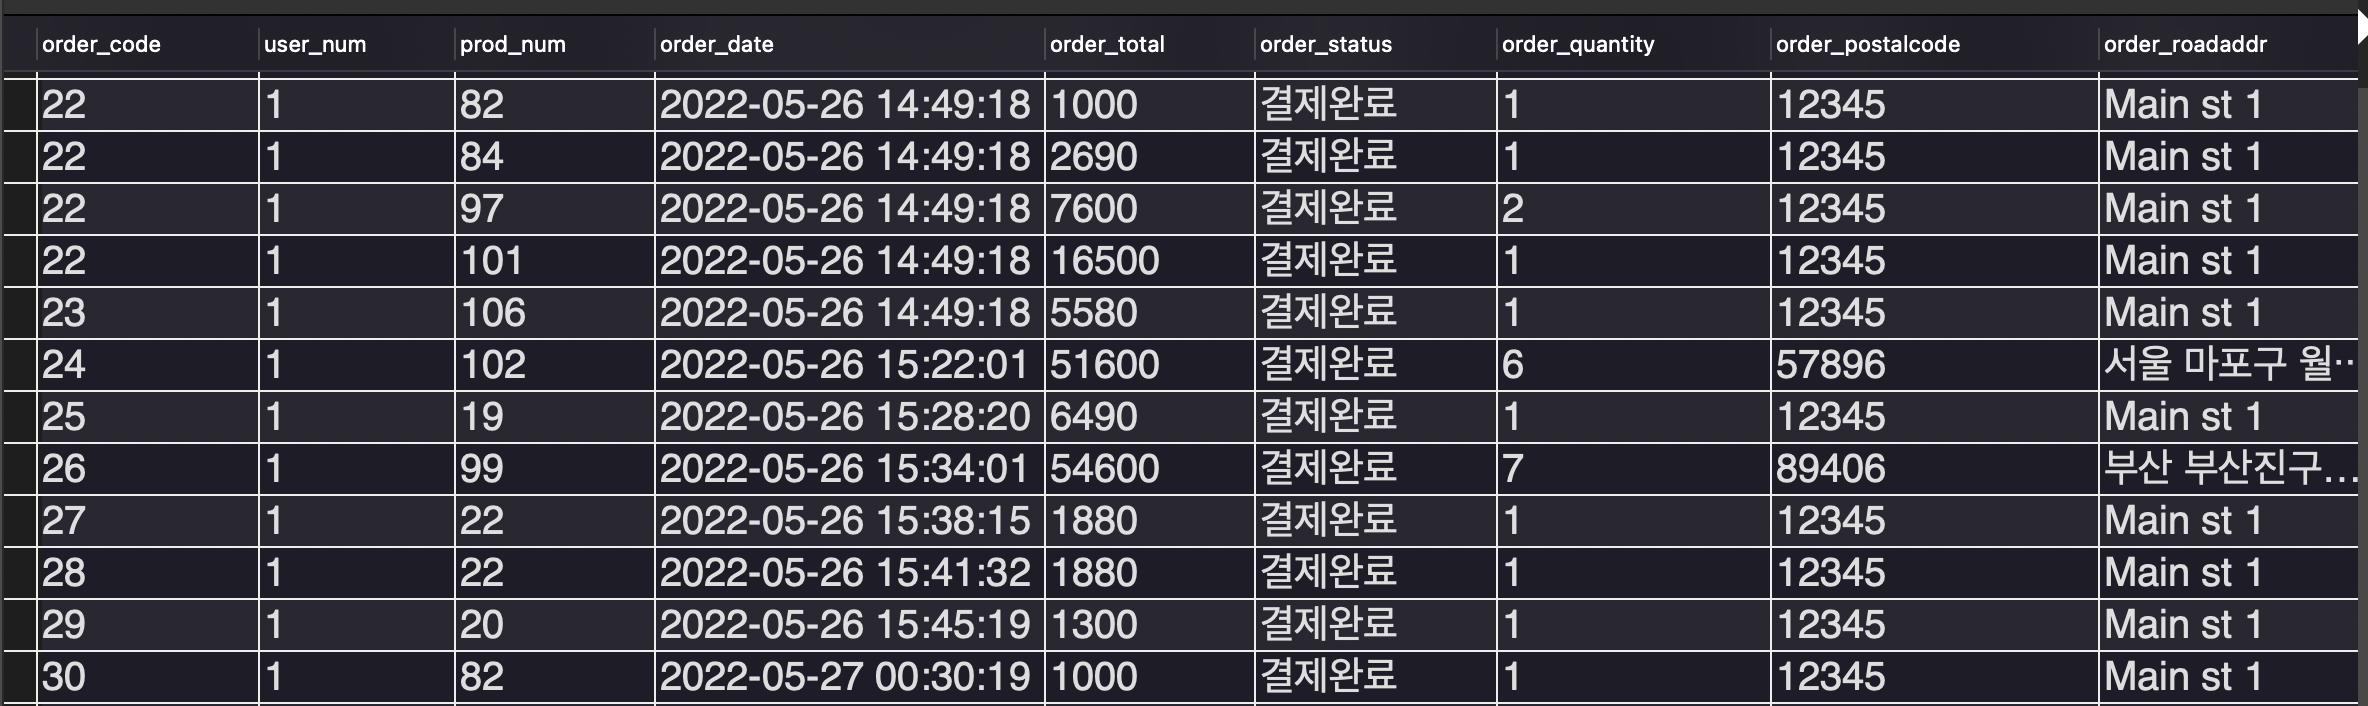 order_code user_num prod_num order_date order_total order_status order_quantity order_postalcode order_roadaddr
22 1 82 2022-05-26 14:49:18 1000 결제완료 1 12345 Main st 1
22 1 84 2022-05-26 14:49:18 2690 결제완료 1 12345 Main st 1
22 1 97 2022-05-26 14:49:18 7600 결제완료 2 12345 Main st 1
22 1 101 2022-05-26 14:49:18 16500 결제완료 1 12345 Main st 1
23 1 106 2022-05-26 14:49:18 5580 결제완료 1 12345 Main st 1
24 1 102 2022-05-26 15:22:01 51600 결제완료 6 57896 서울 마포구 월…
25 1 19 2022-05-26 15:28:20 6490 결제완료 1 12345 Main st 1
26 1 99 2022-05-26 15:34:01 54600 결제완료 7 89406 부산 부산진구...
27 1 22 2022-05-26 15:38:15 1880 결제완료 1 12345 Main st 1
28 1 22 2022-05-26 15:41:32 1880 결제완료 1 12345 Main st 1
29 1 20 2022-05-26 15:45:19 1300 결제완료 1 12345 Main st 1
30 1 82 2022-05-27 00:30:19 1000 결제완료 1 12345 Main st 1